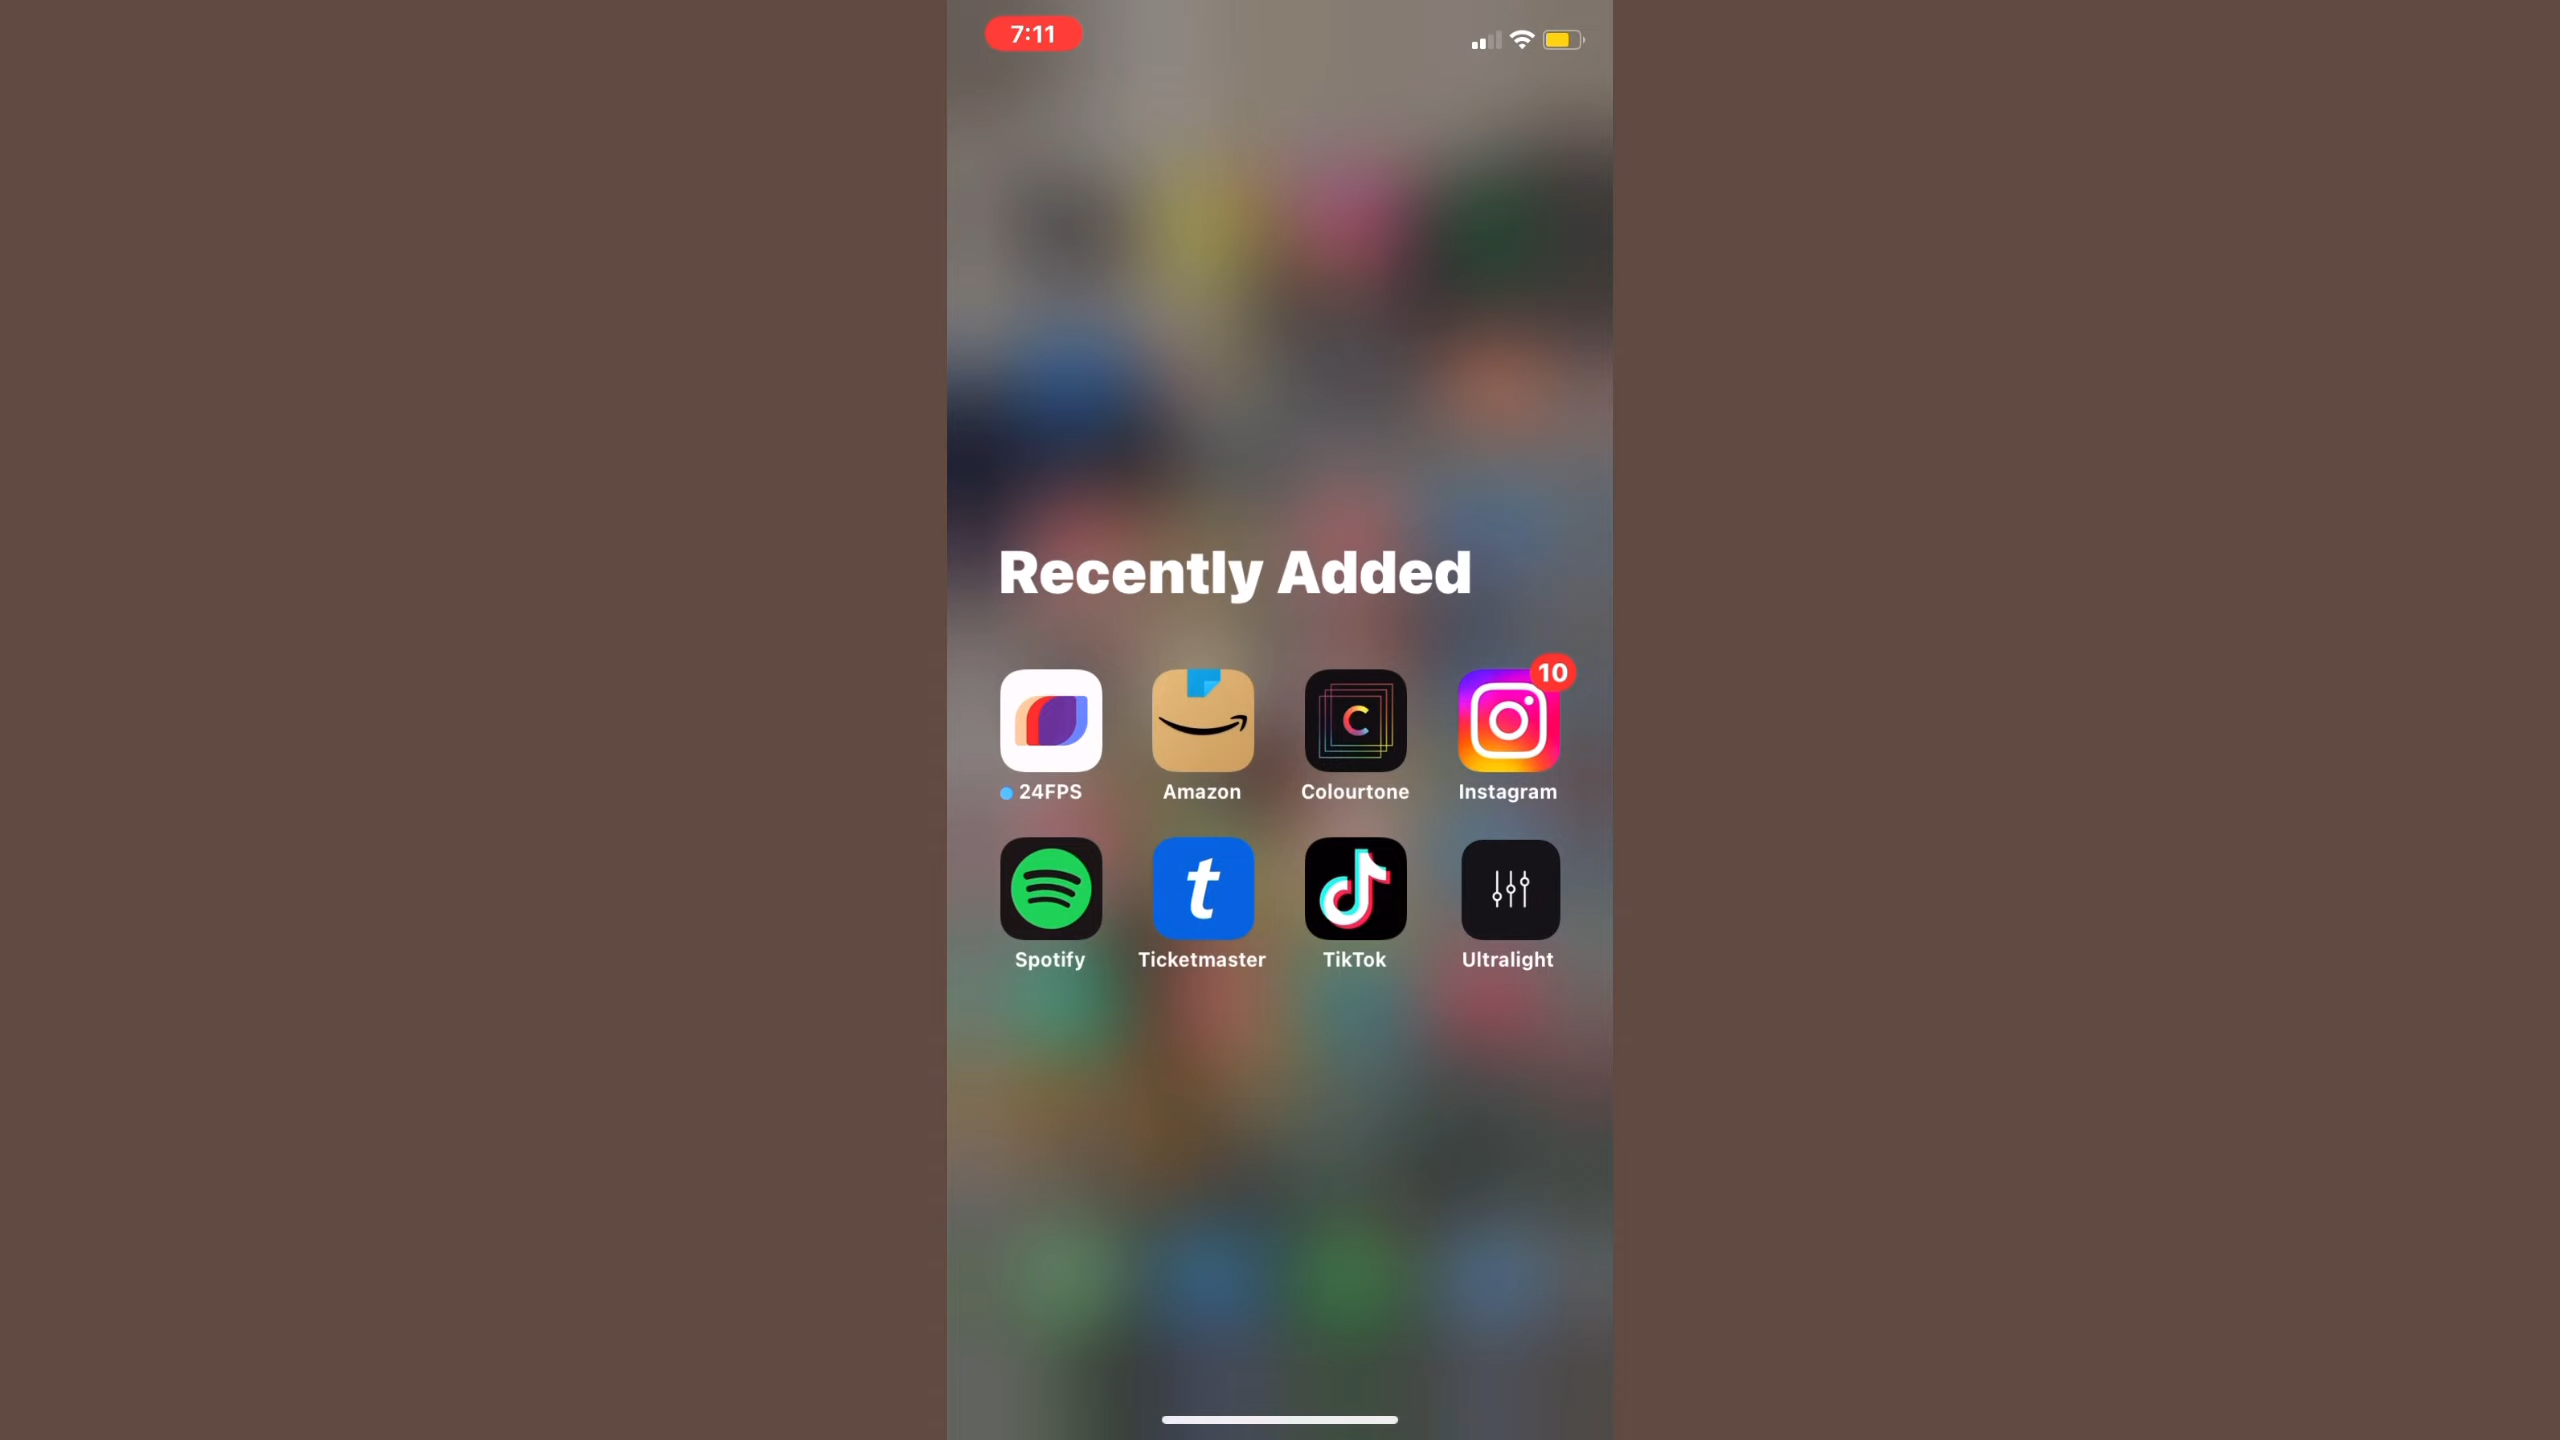 7:11
Recently Added
10
C
24FPS Amazon Colourtone Instagram
t
Spotify Ticketmaster TikTok Ultralight